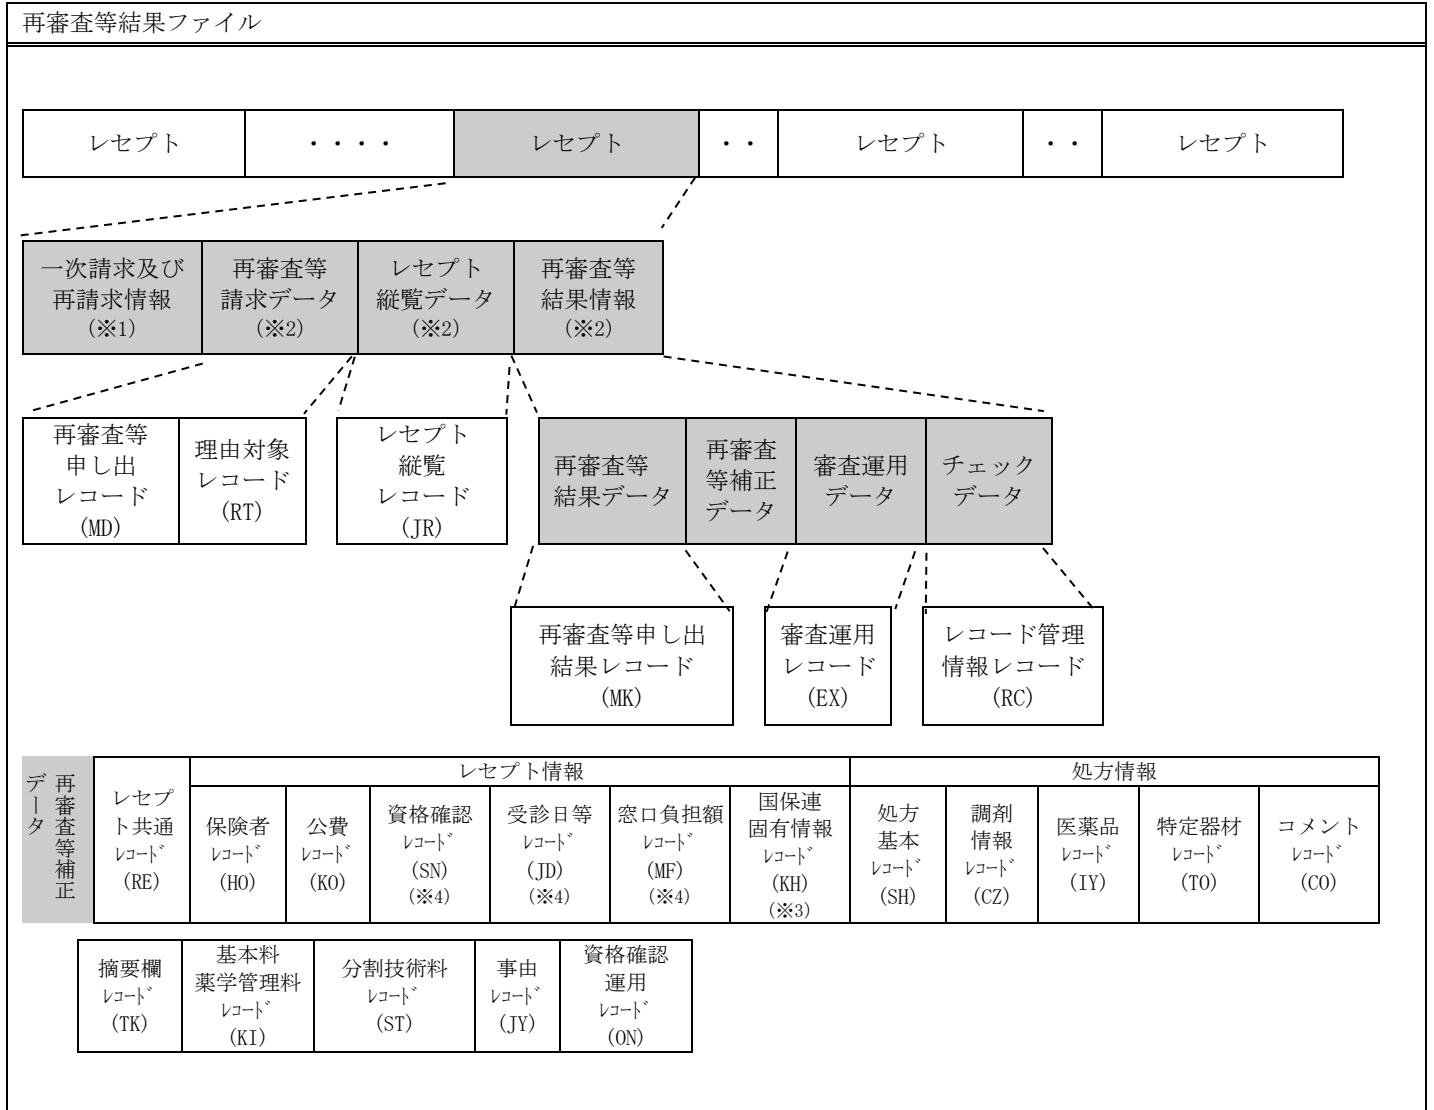 再審査等結果ファイル
レセプト
・・・・
レセプト
・・
レセプト
・・
レセプト
一次請求及び
再請求情報
(※1)
再審査等
請求データ
(※2)
レセプト
縦覧データ
(※2)
再審査等
結果情報
(※2)
再審査等
申し出
レコード
(MD)
理由対象
レコード
(RT)
レセプト
縦覧
レコード
(JR)
再審査等
結果データ
再審査
等補正
データ
審査運用
データ
チェック
データ
再審査等申し出
結果レコード
(MK)
審査運用
レコード
(EX)
レコード管理
情報レコード
(RC)
再審査等補正
データ
レセプ
ト共通
ﾚｺｰﾄﾞ
(RE)
レセプト情報
保険者
ﾚｺｰﾄﾞ
(HO)
公費
ﾚｺｰﾄﾞ
(KO)
資格確認
ﾚｺｰﾄﾞ
(SN)
(※4)
受診日等
ﾚｺｰﾄﾞ
(JD)
(※4)
窓口負担額
ﾚｺｰﾄﾞ
(MF)
(※4)
国保連
固有情報
ﾚｺｰﾄﾞ
(KH)
(※3)
処方情報
処方
基本
ﾚｺｰﾄﾞ
(SH)
調剤
情報
ﾚｺｰﾄﾞ
(CZ)
医薬品
ﾚｺｰﾄﾞ
(IY)
特定器材
ﾚｺｰﾄﾞ
(TO)
コメント
ﾚｺｰﾄﾞ
(CO)
摘要欄
ﾚｺｰﾄﾞ
(TK)
基本料
薬学管理料
ﾚｺｰﾄﾞ
(KI)
分割技術料
ﾚｺｰﾄﾞ
(ST)
事由
ﾚｺｰﾄﾞ
(JY)
資格確認
運用
ﾚｺｰﾄﾞ
(ON)